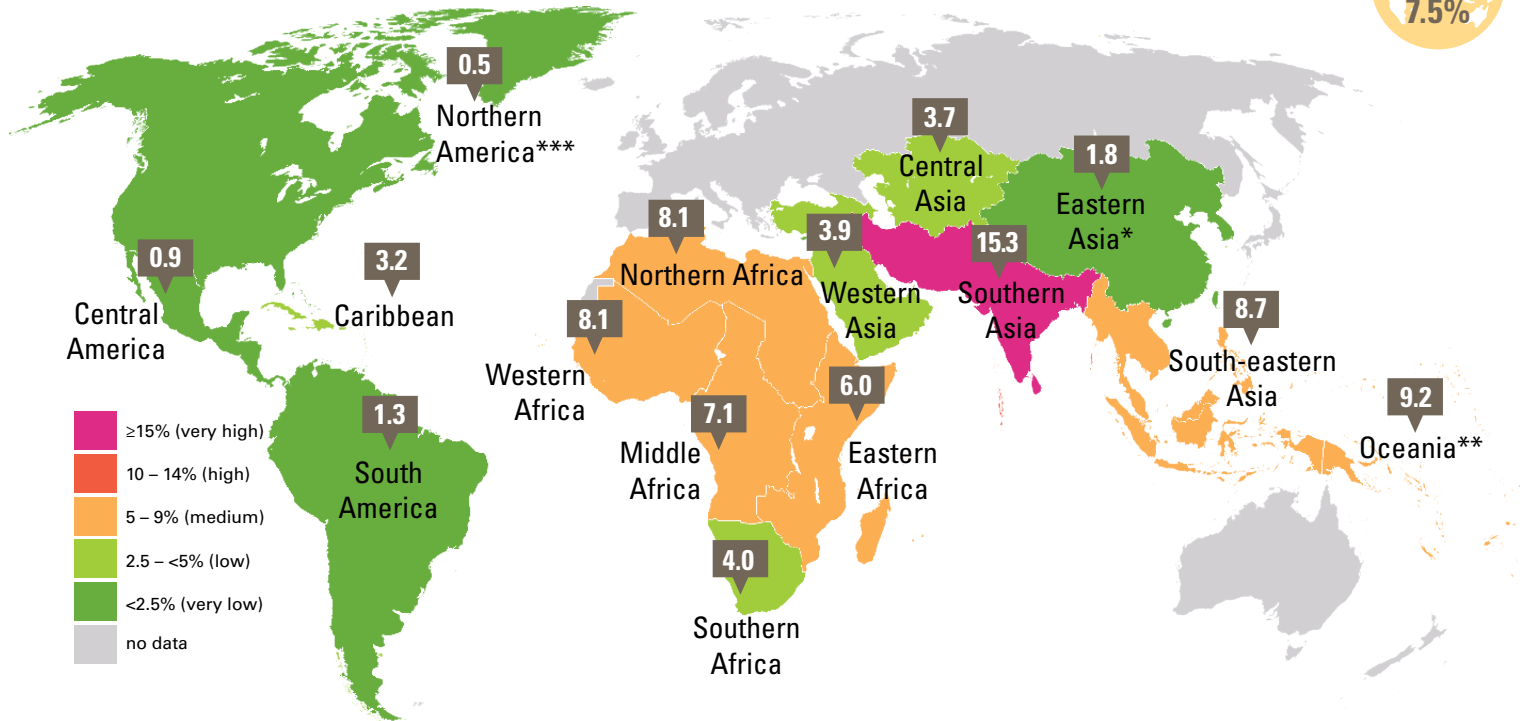 7.5%
0.5
Northern
America***
3.7
Central
Asia
1.8
Eastern
Asia*
8.1
Northern Africa
3.9
Western
Asia
15.3
Southern
Asia
0.9
Central
America
3.2
Caribbean
8.1
Western
Africa
8.7
South-eastern
Asia
6.0
Eastern
Africa
7.1
Middle
Africa
9.2
Oceania**
1.3
South
America
4.0
Southern
Africa
≥15% (very high)
10 – 14% (high)
5 – 9% (medium)
2.5 – <5% (low)
<2.5% (very low)
no data